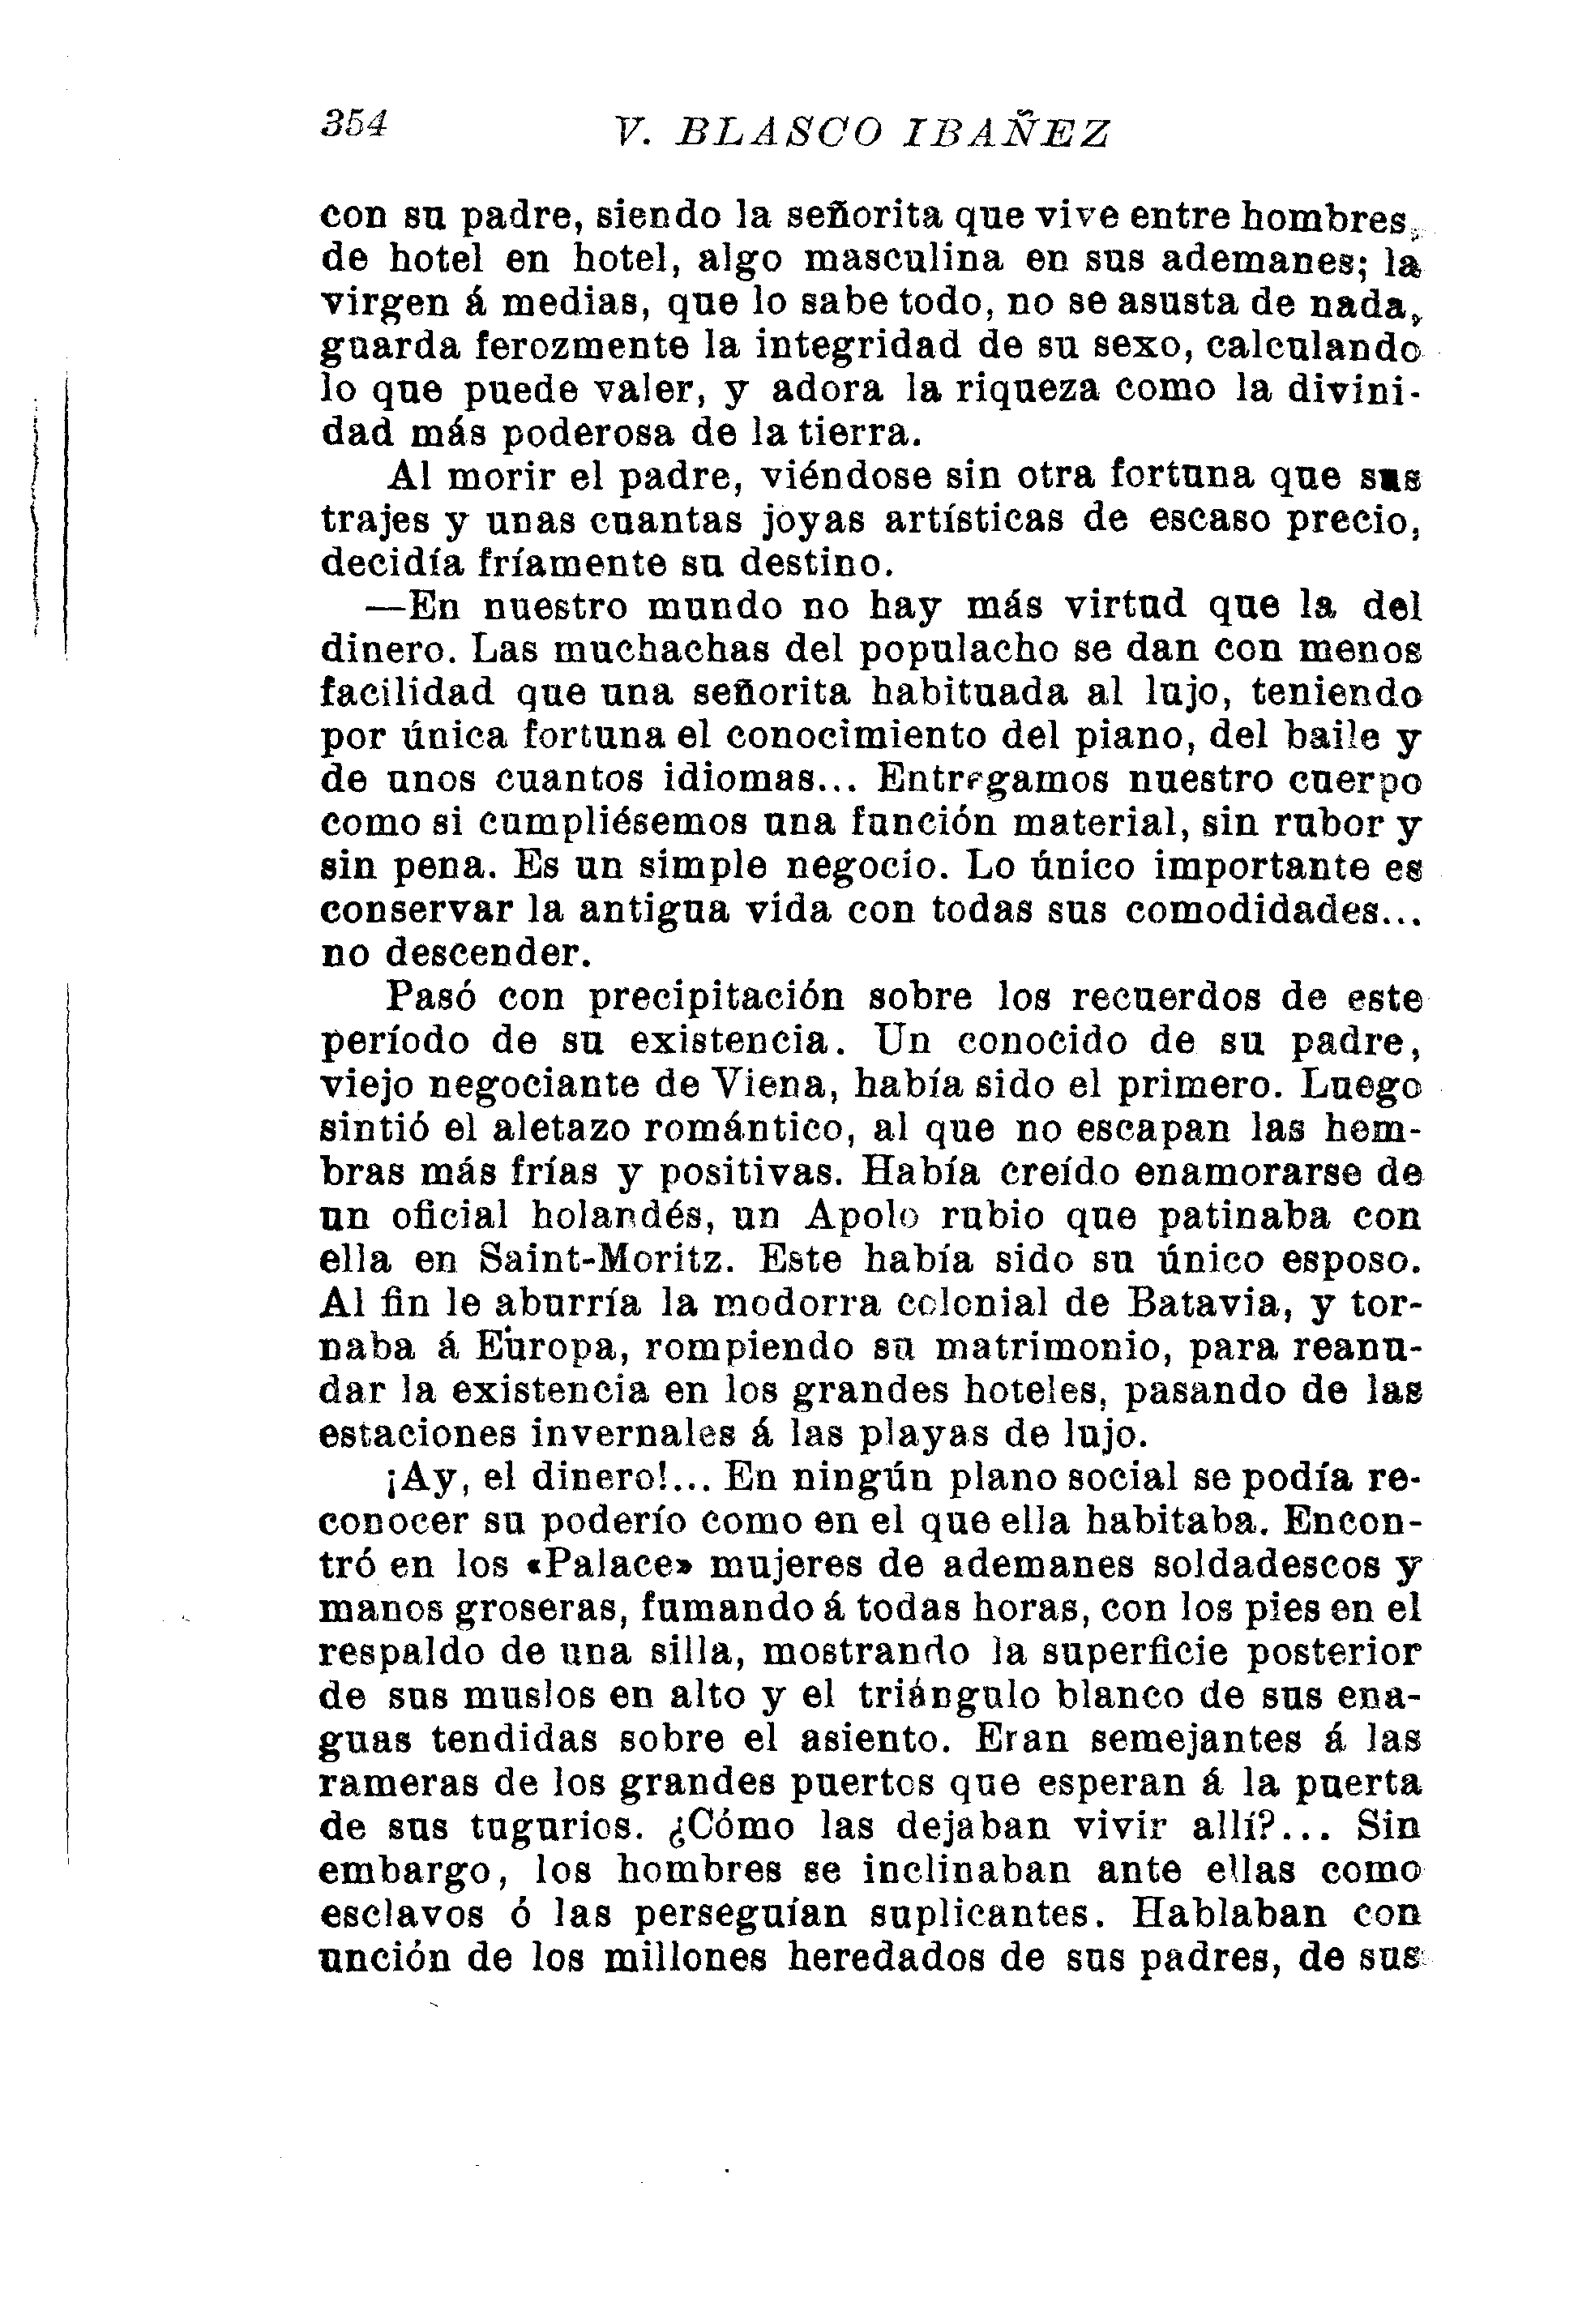 354
V. BLASCO IBAÑEZ
con su padre, siendo la señorita que vive entre hombres,
de hotel en hotel, algo masculina en sus ademanes; la
virgen á medias, que lo sabe todo, no se asusta de nada,
guarda ferozmente la integridad de su sexo, calculando
lo que puede valer, y adora la riqueza como la divini-
dad más poderosa de la tierra.
Al morir el padre, viéndose sin otra fortuna que sus
trajes y unas cuantas joyas artísticas de escaso precio,
decidía fríamente su destino.
—En nuestro mundo no hay más virtud que la del
dinero. Las muchachas del populacho se dan con menos
facilidad que una señorita habituada al lujo, teniendo
por única fortuna el conocimiento del piano, del baile y
de unos cuantos idiomas... Entregamos nuestro cuerpo
como si cumpliésemos una función material, sin rubor y
sin pena. Es un simple negocio. Lo único importante es
conservar la antigua vida con todas sus comodidades...
no descender.
Pasó con precipitación sobre los recuerdos de este
período de su existencia. Un conocido de su padre,
viejo negociante de Viena, había sido el primero. Luego
sintió el aletazo romántico, al que no escapan las hem-
bras más frías y positivas. Había creído enamorarse de
un oficial holandés, un Apolo rubio que patinaba con
ella en Saint-Moritz. Este había sido su único esposo.
Al fin le aburría la modorra colonial de Batavia, y tor-
naba á Europa, rompiendo su matrimonio, para reanu-
dar la existencia en los grandes hoteles, pasando de las
estaciones invernales á las playas de lujo.
¡Ay, el dinero!... En ningún plano social se podía re-
conocer su poderío como en el que ella habitaba. Encon-
tró en los «Palace» mujeres de ademanes soldadescos y
manos groseras, fumando á todas horas, con los pies en el
respaldo de una silla, mostrando la superficie posterior
de sus muslos en alto y el triángulo blanco de sus ena-
guas tendidas sobre el asiento. Eran semejantes á las
rameras de los grandes puertos que esperan á la puerta
de sus tugurios. ¿Cómo las dejaban vivir allí?... Sin
embargo, los hombres se inclinaban ante ellas como
esclavos ó las perseguían suplicantes. Hablaban con
unción de los millones heredados de sus padres, de sus